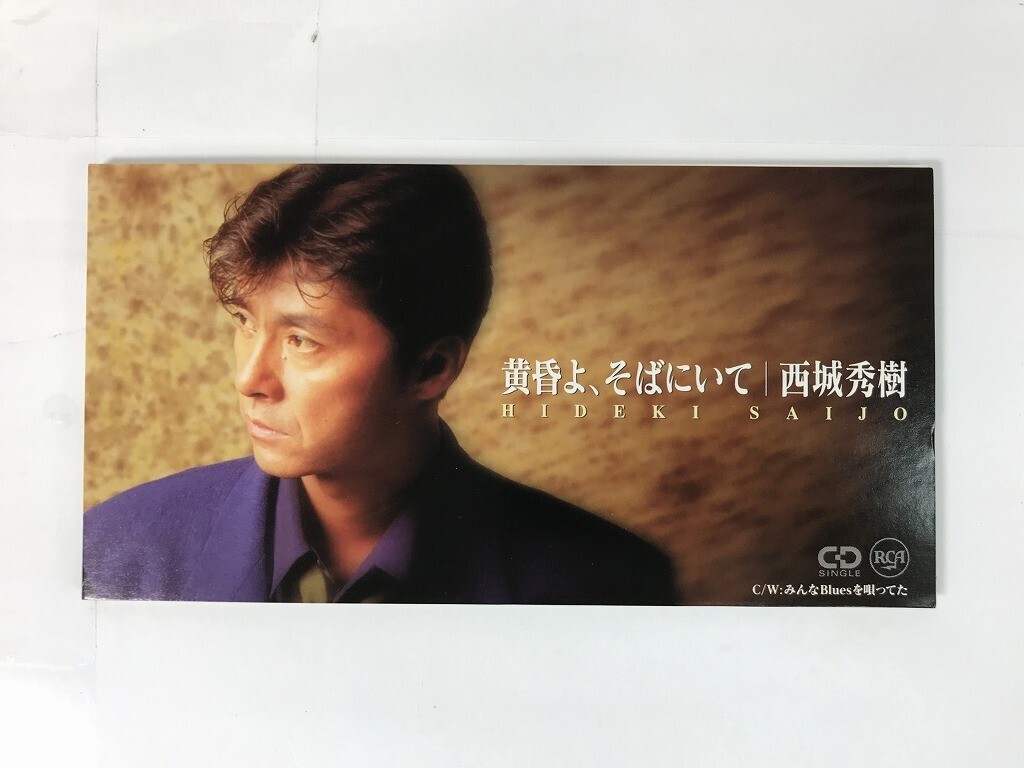 黄昏よ、そばにいて｜西城秀樹
HIDEKI SAIJO
CD
SINGLE
RCA
C/W:みんなBluesを唄ってた